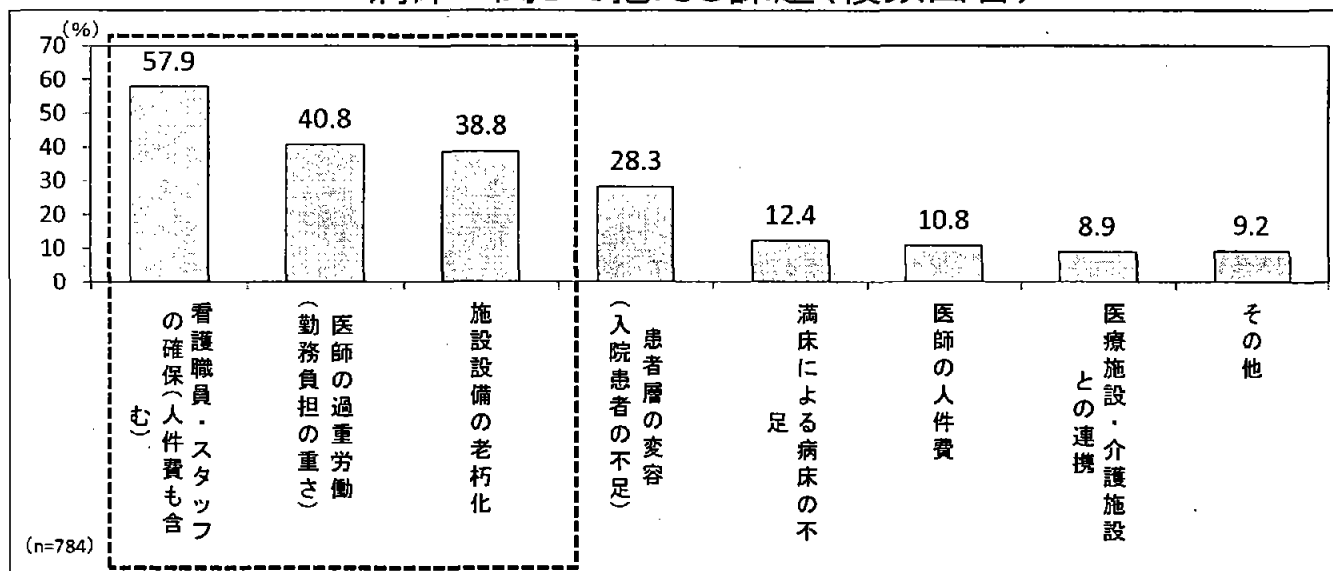 (%)
70
60
50
40
30
20
10
0
57.9
40.8
38.8
28.3
12.4
10.8
8.9
9.2
看護職員・スタッフ
の確保(人件費も含
む)
医師の過重労働
(勤務負担の重さ)
施設設備の老朽化
患者層の変容
(入院患者の不足)
満床による病床の不
足
医師の人件費
医療施設・介護施設
との連携
その他
(n=784)